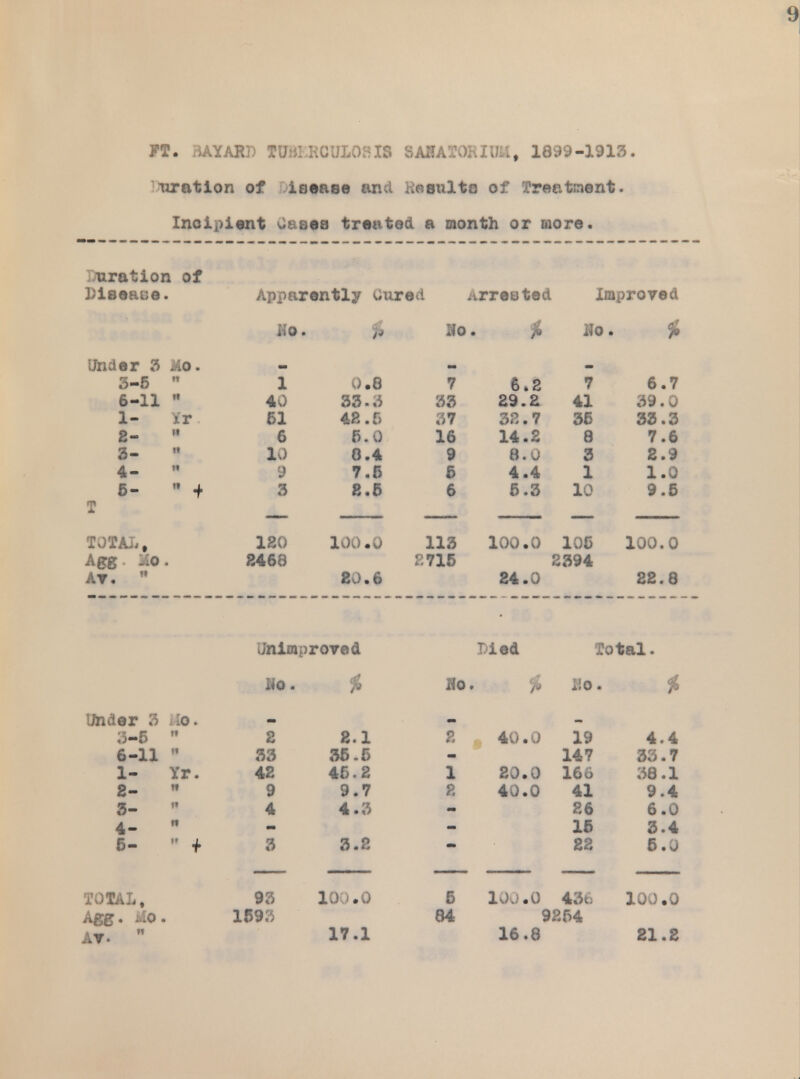 9
FT. BAYARD TUBERCULOSIS SANATORIUM, 1899-1913.
Duration of Disease and Results of Treatment.
Incipient Cases treated a month or more.
Duration of
Disease. Apparently Cured Arrested Improved
No. % No. % No. %
Under 3 Mo. - - -
3-5 " 1 0.8 7 6.2 7 6.7
6-11 " 40 33.3 33 29.2 41 39.0
1- Yr 51 42.5 37 32.7 35 33.3
2- " 6 5.0 16 14.2 8 7.6
3- " 10 8.4 9 8.0 3 2.9
4- " 9 7.5 5 4.4 1 1.0
5- " + 3 2.5 6 5.3 10 9.5
T
TOTAL, 120 100.0 113 100.0 105 100.0
Agg. Mo. 2468 2715 2394
Av. " 20.6 24.0 22.8
Unimproved Died Total.
No. % No. % No. %
Under 3 Mo. - - -
3-5 " 2 2.1 2 40.0 19 4.4
6-11 " 33 35.5 - 147 33.7
1- Yr. 42 45.2 1 20.0 166 38.1
2- " 9 9.7 2 40.0 41 9.4
3- " 4 4.3 - 26 6.0
4- " - - 15 3.4
5- " + 3 3.2 - 22 5.0
TOTAL, 93 100.0 5 100.0 436 100.0
Agg. Mo. 1593 84 9254
Av. " 17.1 16.8 21.2